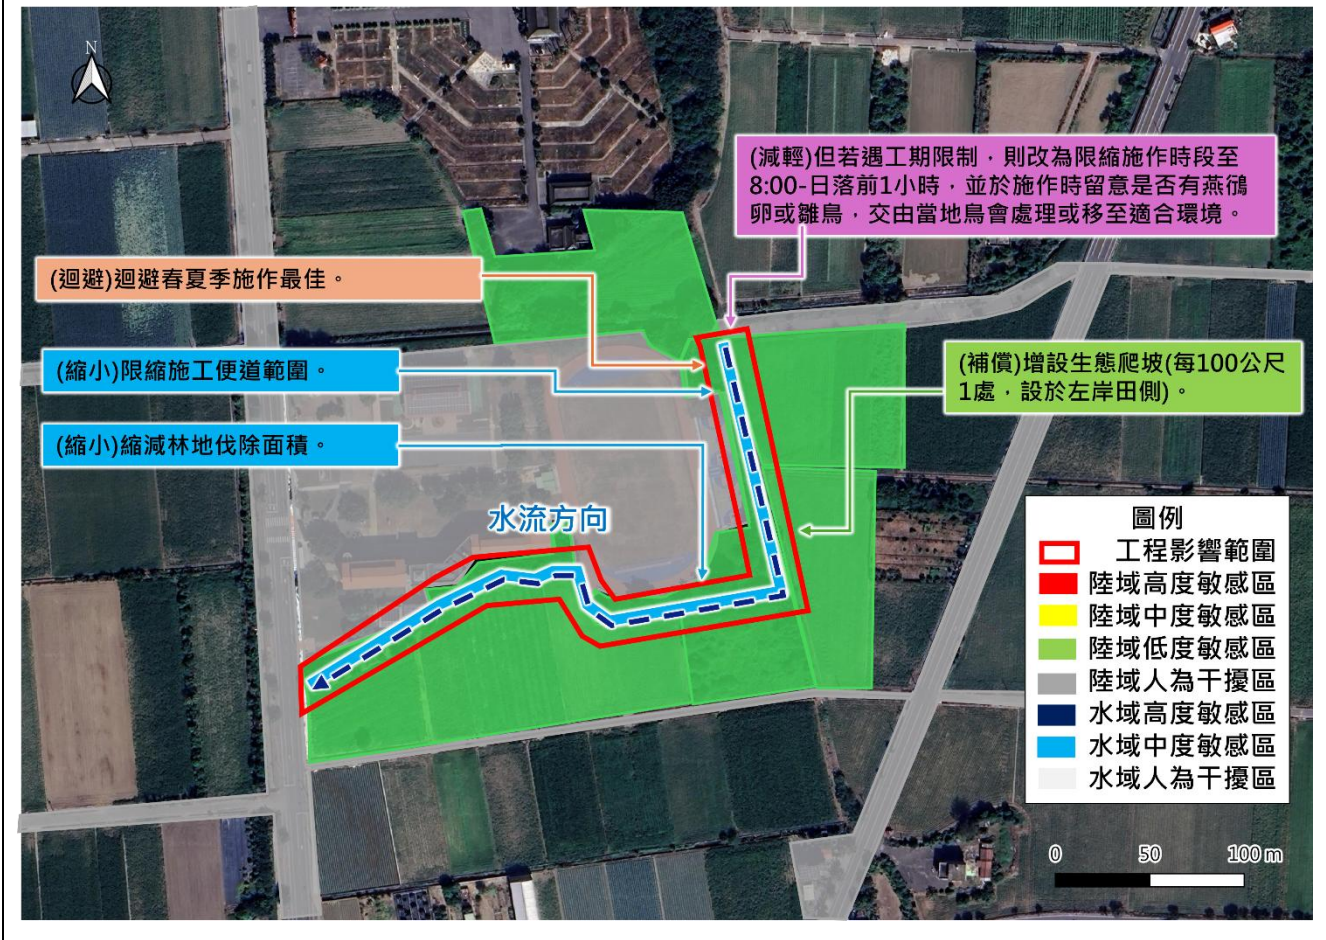 N
(減輕)但若遇工期限制，則改為限縮施作時段至
8:00-日落前1小時，並於施作時留意是否有燕鴴
卵或雛鳥，交由當地鳥會處理或移至適合環境。
(迴避)迴避春夏季施作最佳。
(縮小)限縮施工便道範圍。
(補償)增設生態爬坡(每100公尺
1處，設於左岸田側)。
(縮小)縮減林地伐除面積。
水流方向
圖例
工程影響範圍
陸域高度敏感區
陸域中度敏感區
陸域低度敏感區
陸域人為干擾區
水域高度敏感區
水域中度敏感區
水域人為干擾區
0 50 100 m